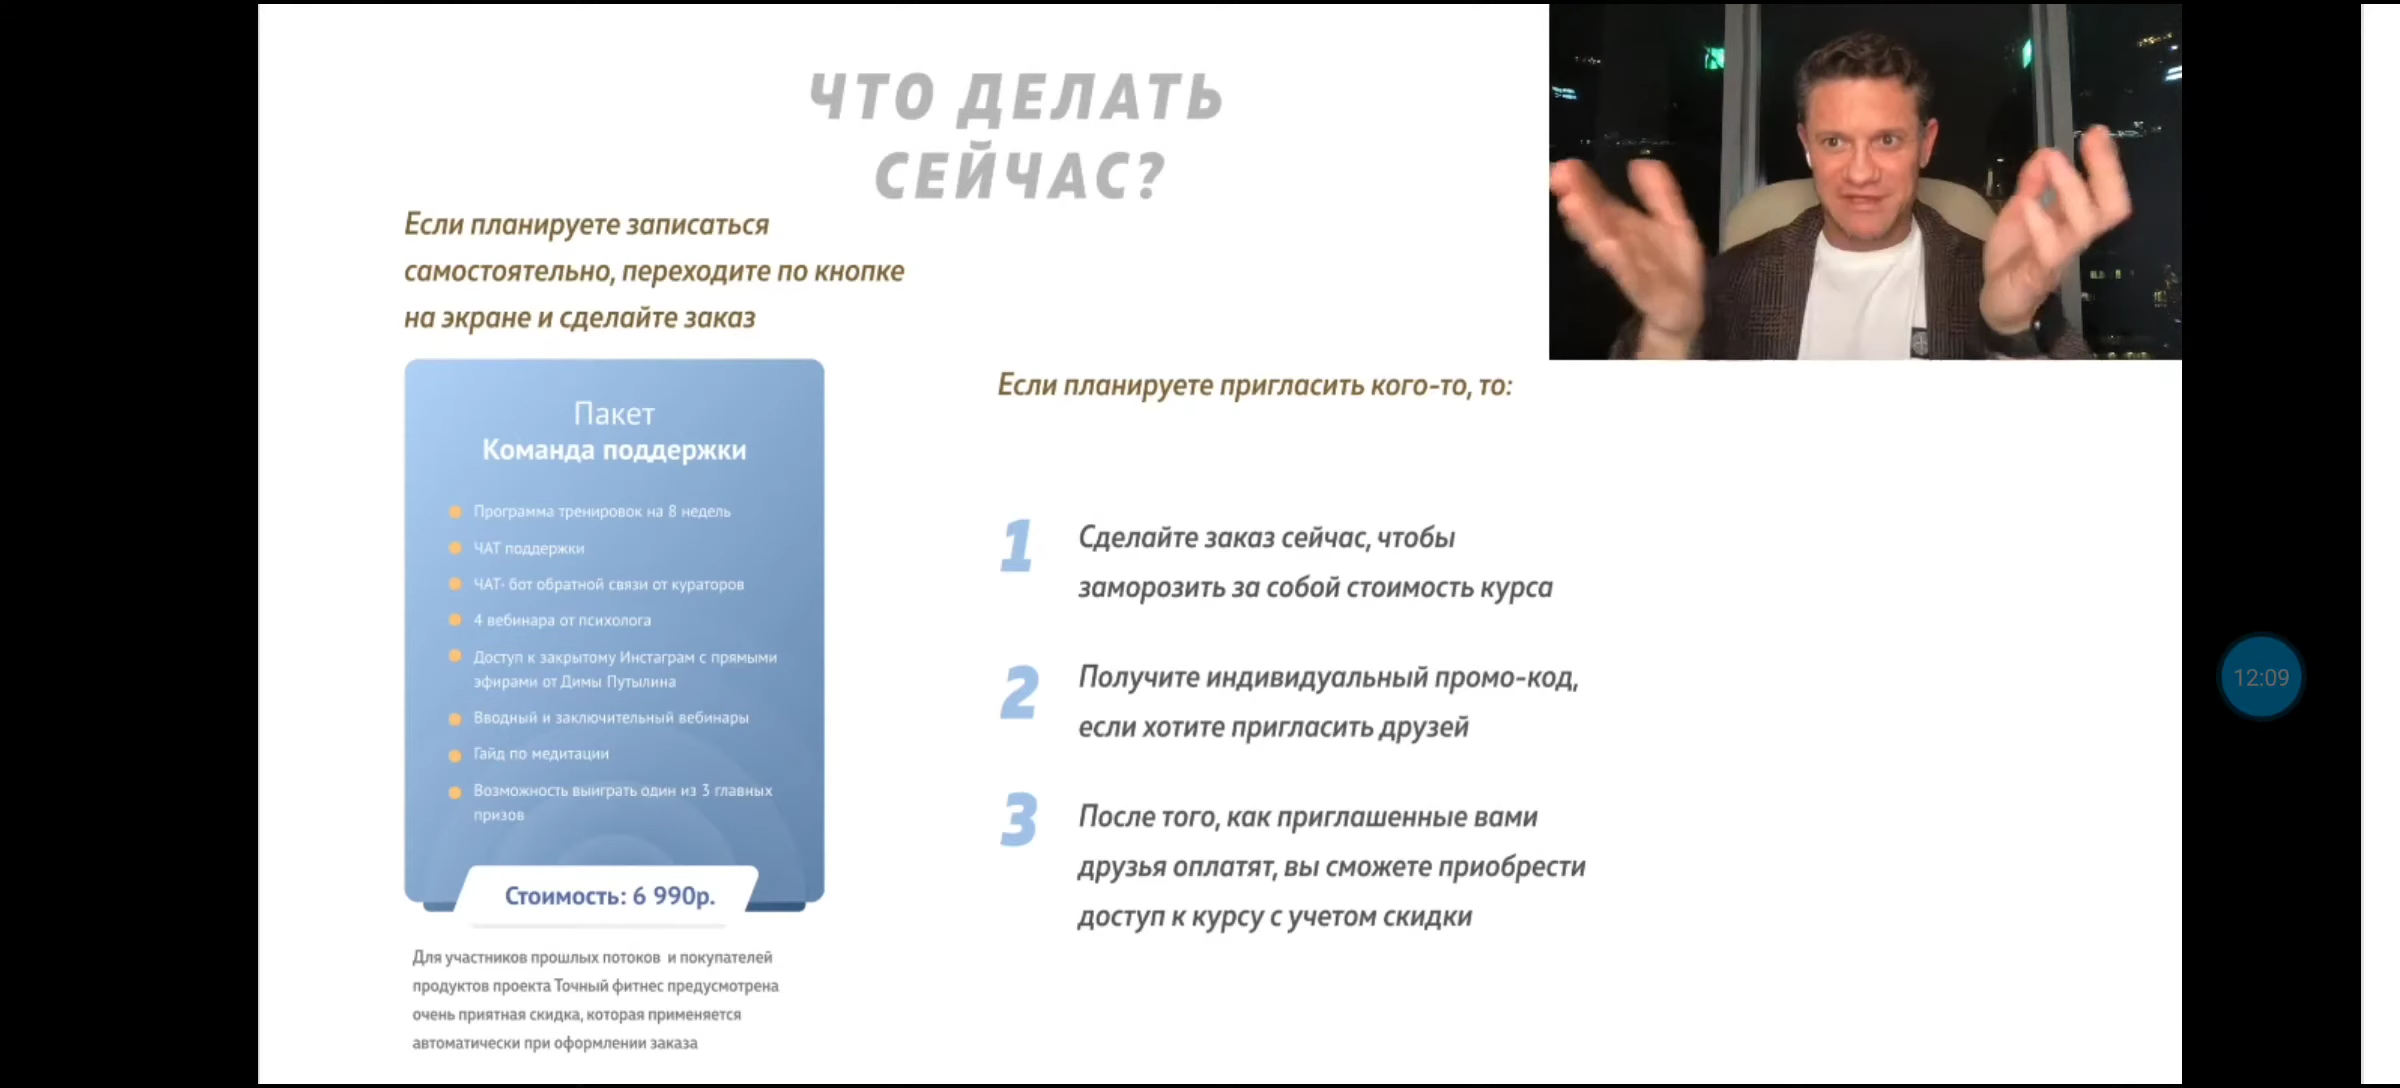 ЧТО ДЕЛАТЬ
СЕЙЧАС?
Если планируете записаться
самостоятельно, переходите по кнопке
на экране и сделайте заказ
Пакет
Команда поддержки
Программа тренировок на 8 недель
ЧАТ поддержки
ЧАТ- бот обратной связи от кураторов
4 вебинара от психолога
Доступ к закрытому Инстаграм с прямыми
эфирами от Димы Путылина
Вводный и заключительный вебинары
Гайд по медитации
Возможность выиграть один из 3 главных
призов
Стоимость: 6 990р.
Для участников прошлых потоков и покупателей
продуктов проекта Точный фитнес предусмотрена
очень приятная скидка, которая применяется
автоматически при оформлении заказа
Если планируете пригласить кого-то, то:
1 Сделайте заказ сейчас, чтобы
заморозить за собой стоимость курса
2 Получите индивидуальный промо-код,
если хотите пригласить друзей
3 После того, как приглашенные вами
друзья оплатят, вы сможете приобрести
доступ к курсу с учетом скидки
12:09